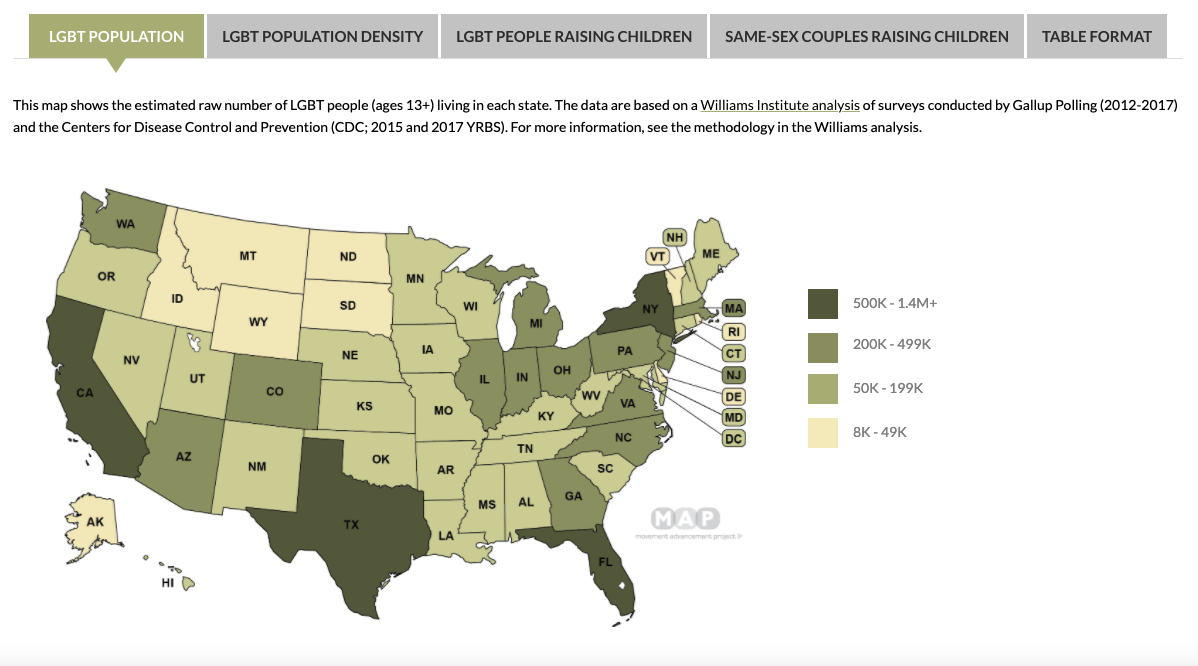 LGBT POPULATION
LGBT POPULATION DENSITY
LGBT PEOPLE RAISING CHILDREN
SAME-SEX COUPLES RAISING CHILDREN
TABLE FORMAT
This map shows the estimated raw number of LGBT people (ages 13+) living in each state. The data are based on a Williams Institute analysis of surveys conducted by Gallup Polling (2012-2017)
and the Centers for Disease Control and Prevention (CDC; 2015 and 2017 YRBS). For more information, see the methodology in the Williams analysis.
WA
OR
CA
NV
ID
MT
WY
UT
CO
AZ
NM
ND
SD
NE
KS
OK
TX
MN
IA
MO
AR
LA
WI
IL
MI
IN
OH
KY
TN
MS
AL
GA
FL
SC
NC
VA
WV
PA
NY
VT
NH
ME
MA
RI
CT
NJ
DE
MD
DC
AK
HI
MAP
movement advancement project
500K - 1.4M+
200K - 499K
50K - 199K
8K - 49K